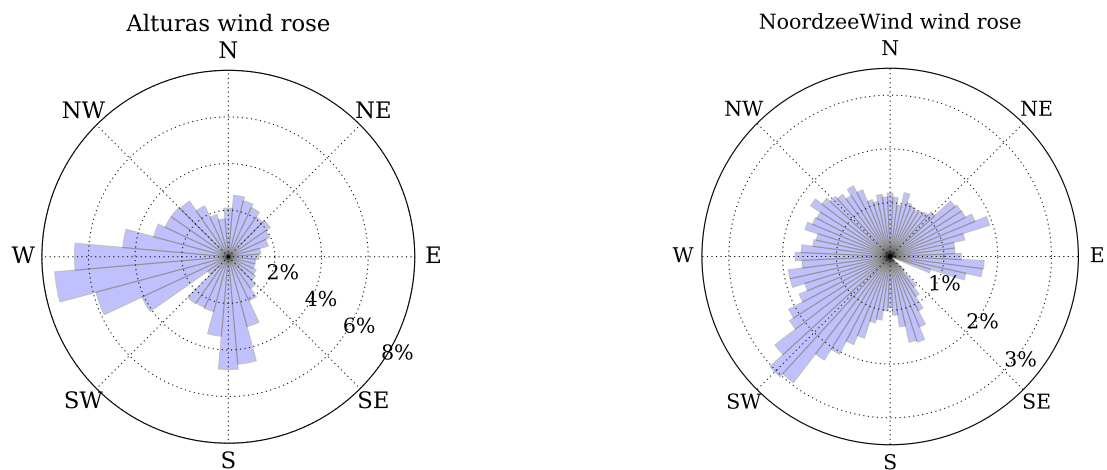 Alturas wind rose
N
NW
NE
W
E
2%
4%
6%
8%
SW
SE
S
NoordzeeWind wind rose
N
NW
NE
W
E
1%
2%
3%
SW
SE
S